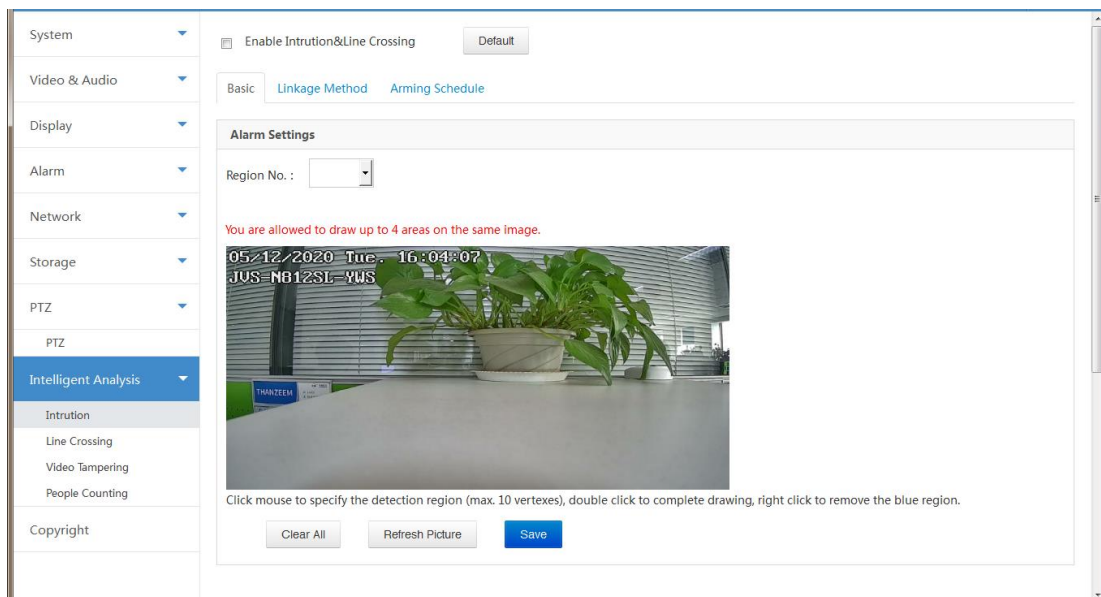 System
Video & Audio
Display
Alarm
Network
Storage
PTZ
PTZ
Intelligent Analysis
Intrution
Line Crossing
Video Tampering
People Counting
Copyright
Enable Intrution&Line Crossing Default
Basic Linkage Method Arming Schedule
Alarm Settings
Region No. :
You are allowed to draw up to 4 areas on the same image.
05/12/2020 Tue. 16:04:07
JVS-N812SL-YWS
THANZEEM
Click mouse to specify the detection region (max. 10 vertexes), double click to complete drawing, right click to remove the blue region.
Clear All Refresh Picture Save